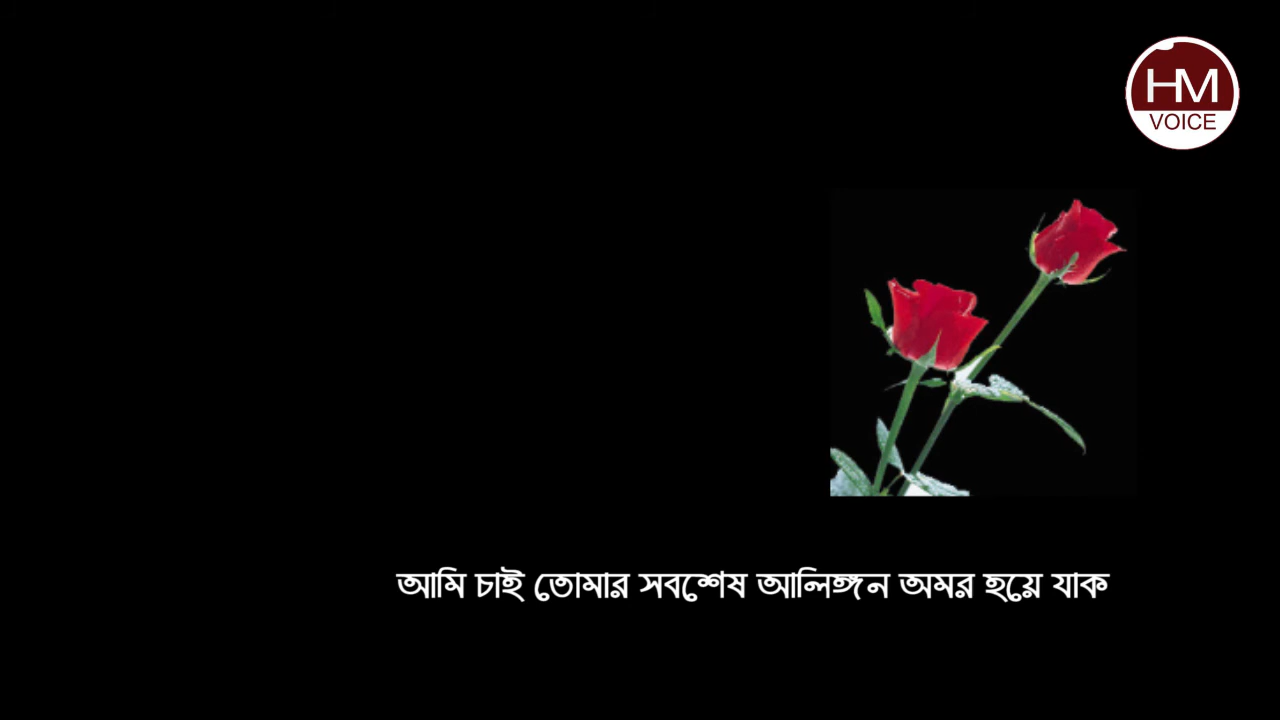 HM
VOICE
আমি চাই তোমার সবশেষ আলিঙ্গন অমর হয়ে যাক